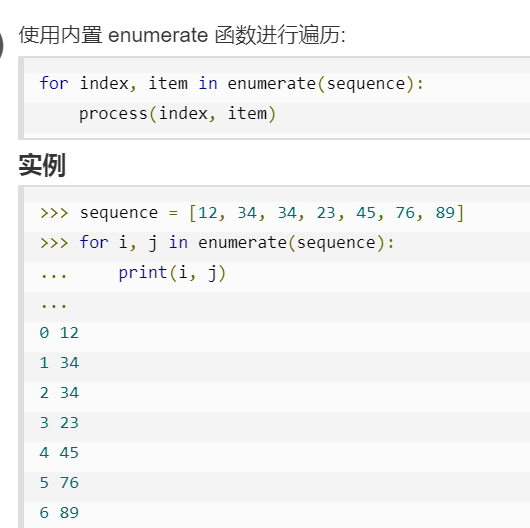 使用内置 enumerate 函数进行遍历:
for index, item in enumerate(sequence):
    process(index, item)
实例
>>> sequence = [12, 34, 34, 23, 45, 76, 89]
>>> for i, j in enumerate(sequence):
...     print(i, j)
...
0 12
1 34
2 34
3 23
4 45
5 76
6 89